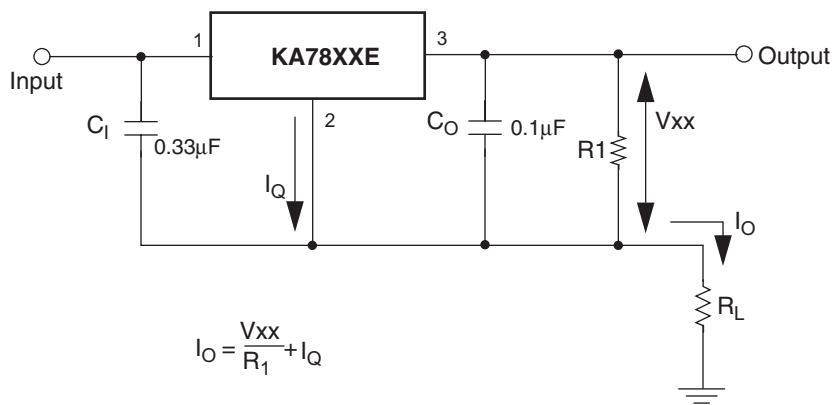 1
KA78XXE
3
Input
Output
2
C_I
0.33μF
I_Q
C_O
0.1μF
R1
Vxx
I_O
R_L
I_O = Vxx/R_1 + I_Q